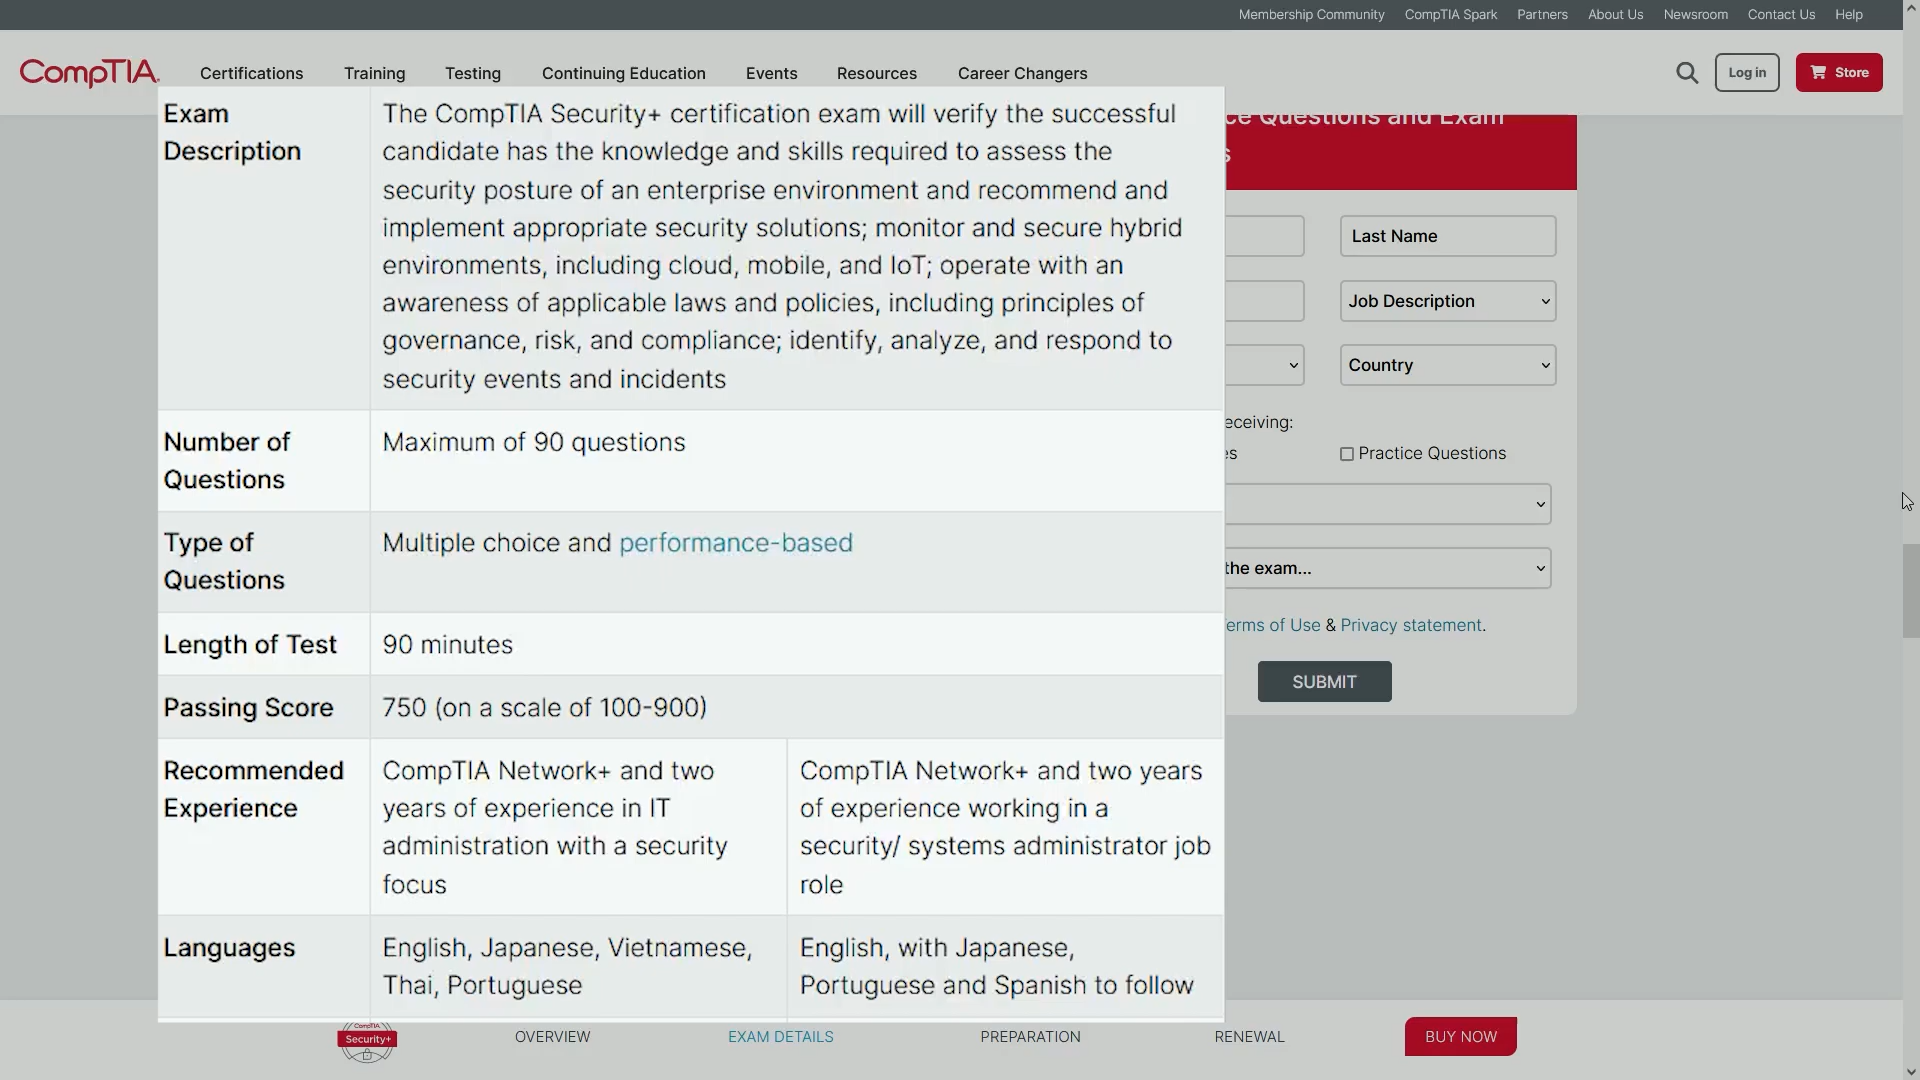 Membership Community CompTIA Spark Partners About Us Newsroom Contact Us Help
CompTIA. Certifications Training Testing Continuing Education Events Resources Career Changers Log in Store
Exam Description
The CompTIA Security+ certification exam will verify the successful
candidate has the knowledge and skills required to assess the
security posture of an enterprise environment and recommend and
implement appropriate security solutions; monitor and secure hybrid
environments, including cloud, mobile, and IoT; operate with an
awareness of applicable laws and policies, including principles of
governance, risk, and compliance; identify, analyze, and respond to
security events and incidents
Number of
Questions
Maximum of 90 questions
Type of
Questions
Multiple choice and performance-based
Length of Test
90 minutes
Passing Score
750 (on a scale of 100-900)
Recommended
Experience
CompTIA Network+ and two
years of experience in IT
administration with a security
focus
CompTIA Network+ and two years
of experience working in a
security/ systems administrator job
role
Languages
English, Japanese, Vietnamese,
Thai, Portuguese
English, with Japanese,
Portuguese and Spanish to follow
Questions and Exam
Last Name
Job Description
Country
eceiving:
Practice Questions
the exam...
erms of Use & Privacy statement.
SUBMIT
CompTIA
Security+
OVERVIEW EXAM DETAILS PREPARATION RENEWAL BUY NOW